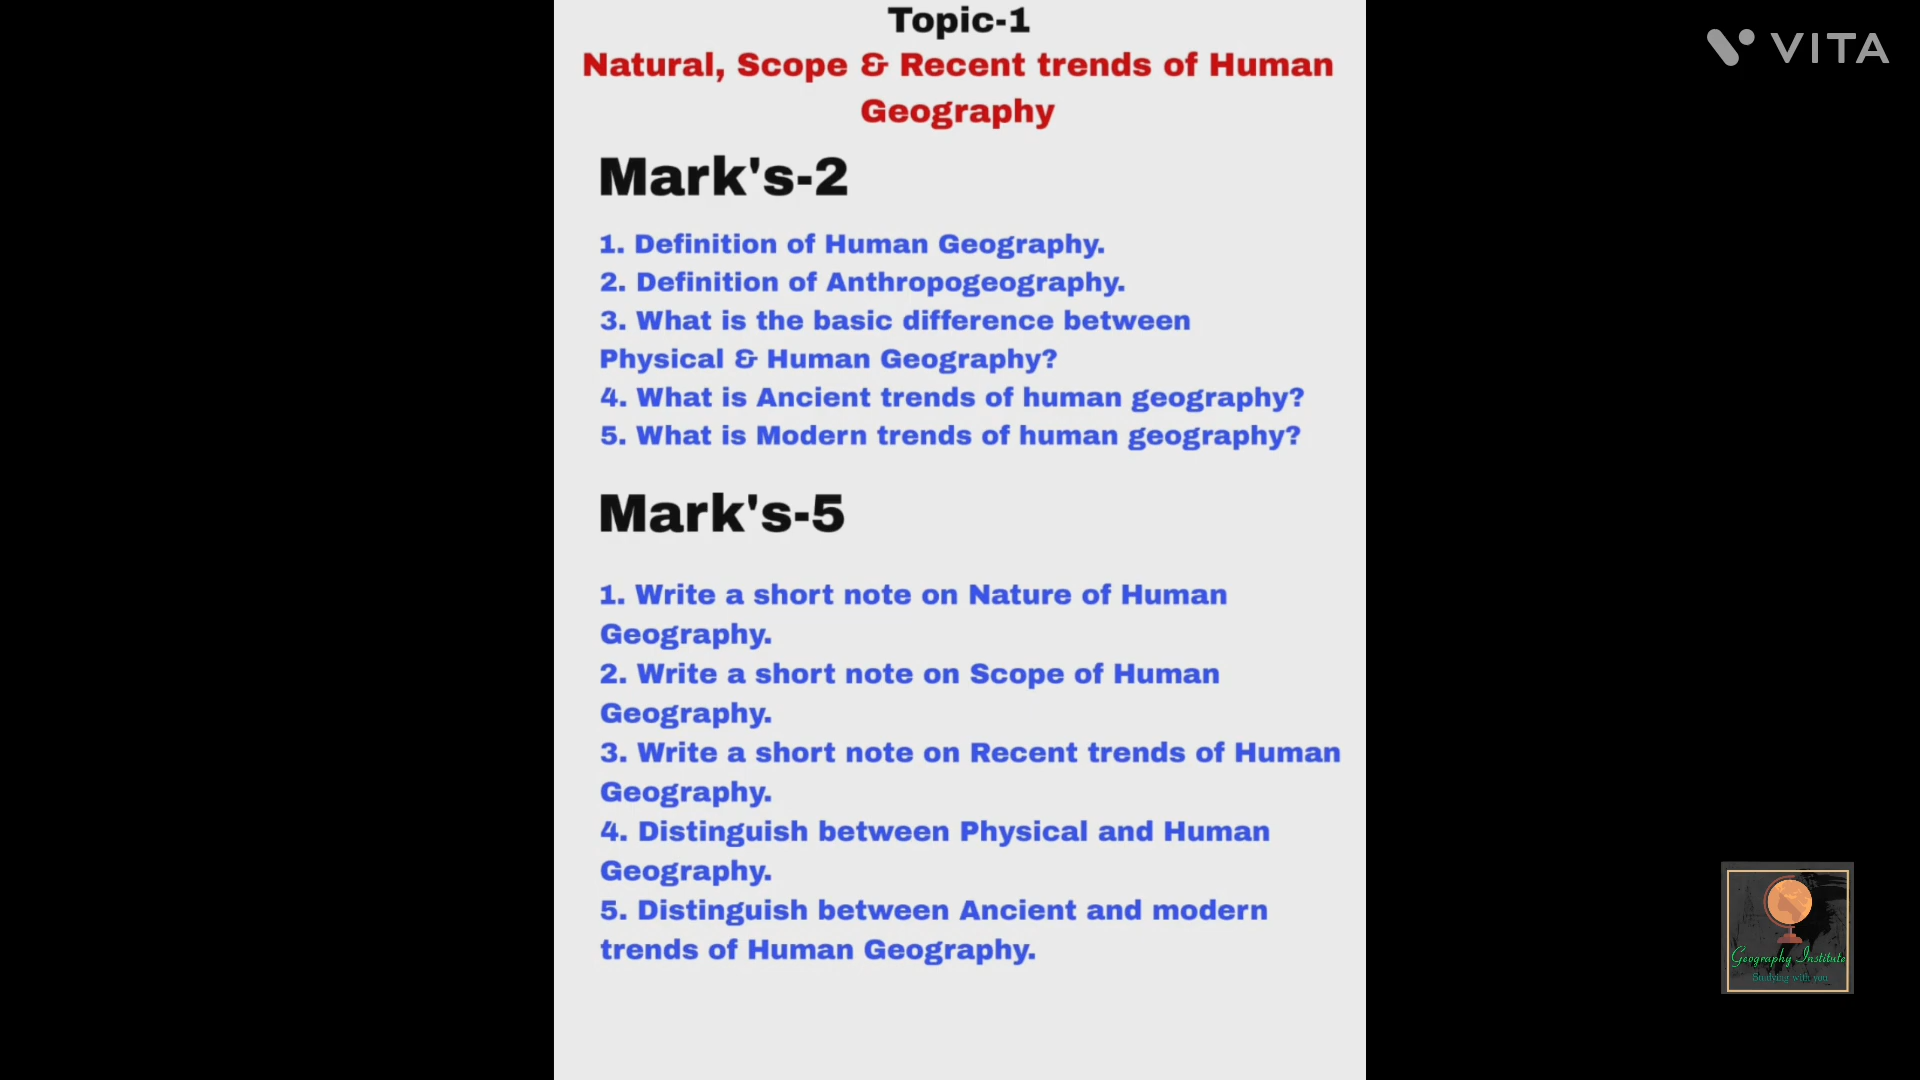 Topic-1
Natural, Scope & Recent trends of Human
Geography
VITA
Mark's-2
1. Definition of Human Geography.
2. Definition of Anthropogeography.
3. What is the basic difference between
Physical & Human Geography?
4. What is Ancient trends of human geography?
5. What is Modern trends of human geography?
Mark's-5
1. Write a short note on Nature of Human
Geography.
2. Write a short note on Scope of Human
Geography.
3. Write a short note on Recent trends of Human
Geography.
4. Distinguish between Physical and Human
Geography.
5. Distinguish between Ancient and modern
trends of Human Geography.
Geography Institute
Studying with you